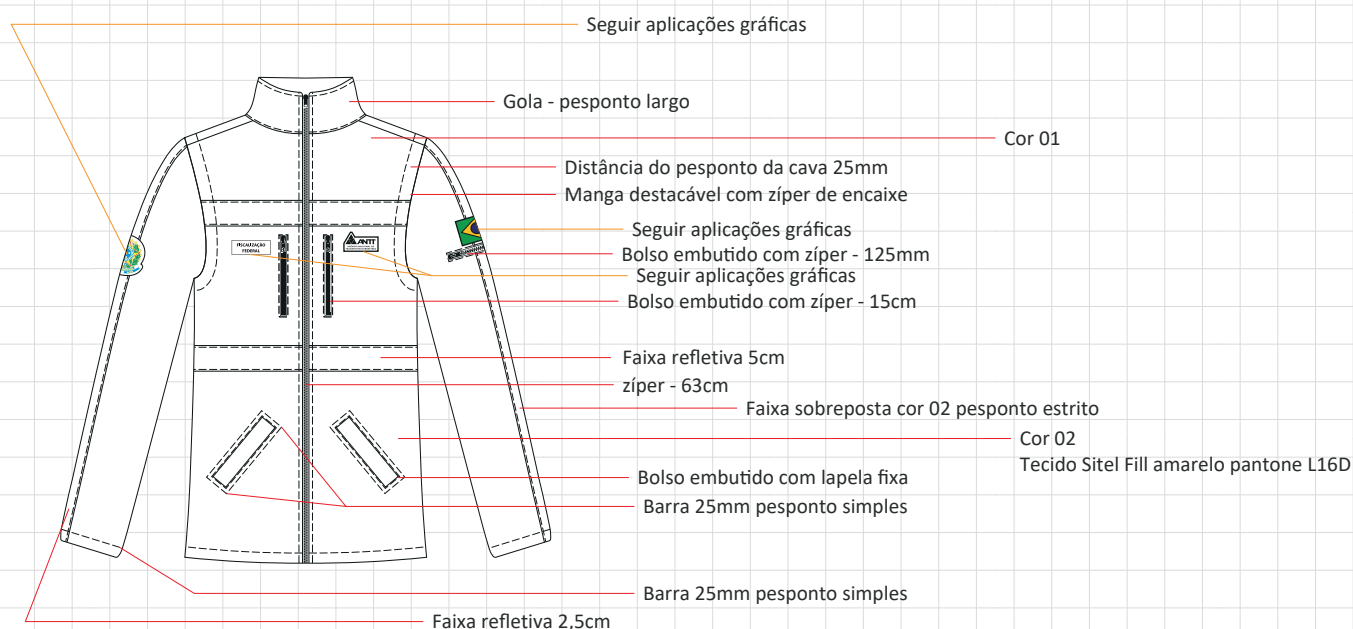 Seguir aplicações gráficas
Gola - pesponto largo
Cor 01
Distância do pesponto da cava 25mm
Manga destacável com zíper de encaixe
Seguir aplicações gráficas
FISCALIZAÇÃO
FEDERAL
ANTT
Bolso embutido com zíper - 125mm
Seguir aplicações gráficas
Bolso embutido com zíper - 15cm
Faixa refletiva 5cm
zíper - 63cm
Faixa sobreposta cor 02 pesponto estrito
Cor 02
Tecido Sitel Fill amarelo pantone L16D
Bolso embutido com lapela fixa
Barra 25mm pesponto simples
Barra 25mm pesponto simples
Faixa refletiva 2,5cm